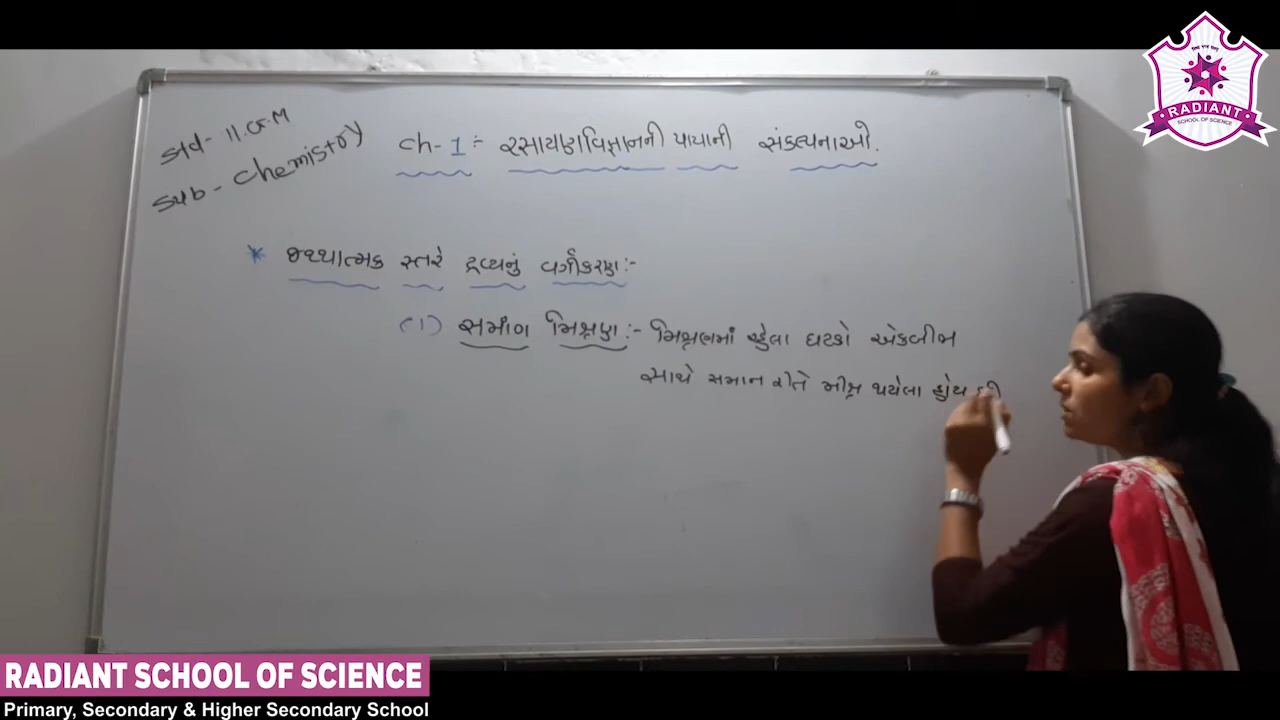 RADIANT
SCHOOL OF SCIENCE
Std- 11.G.M
Sub- Chemistry
Ch-1 :- રસાયણવિજ્ઞાનની પાયાની સંકલ્પનાઓ.
* જથ્થાત્મક સ્તરે દ્રવ્યનું વર્ગીકરણ:-
(1) સમાંગ મિશ્રણ :- મિશ્રણમાં રહેલા ઘટકો એકબીજા
સાથે સમાન રીતે મીશ્ર થયેલા હોય છે
RADIANT SCHOOL OF SCIENCE
Primary, Secondary & Higher Secondary School